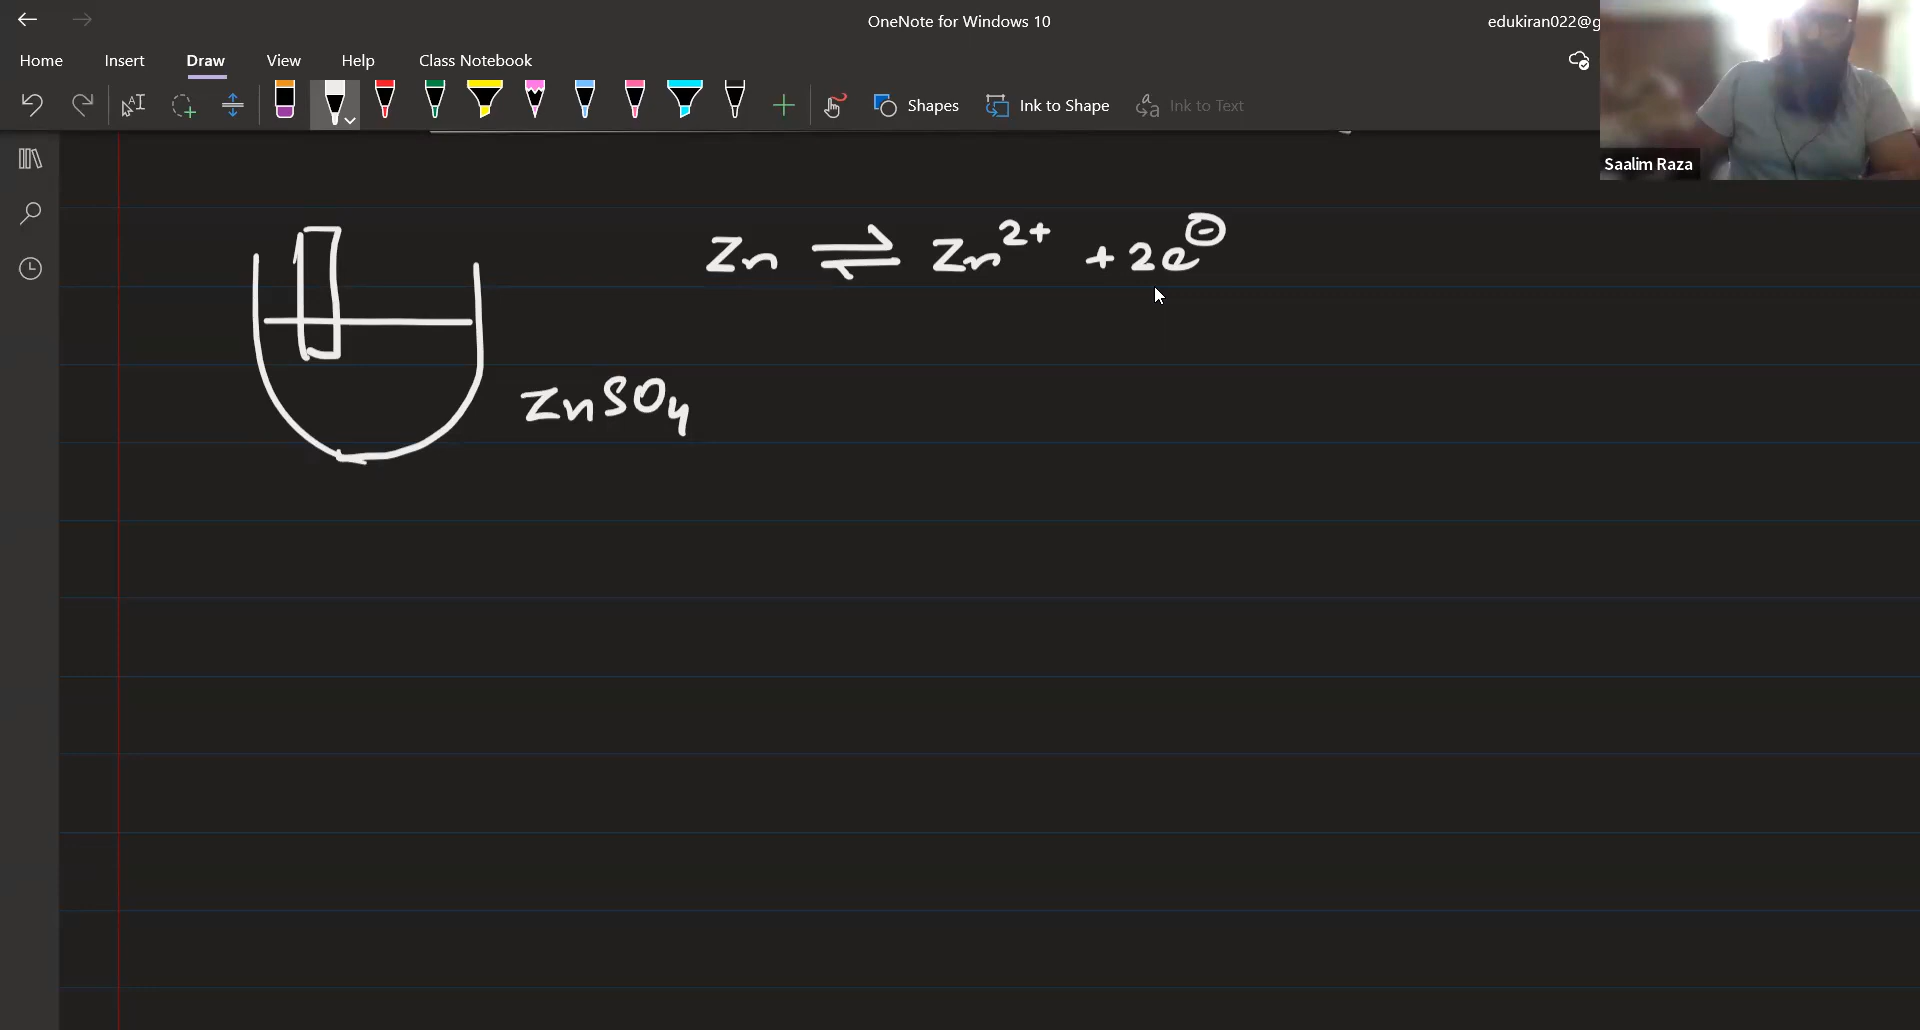 OneNote for Windows 10
edukiran022@g
Home Insert Draw View Help Class Notebook
Shapes Ink to Shape Ink to Text
Saalim Raza
Zn ⇌ Zn²⁺ + 2e⊖
ZnSO₄